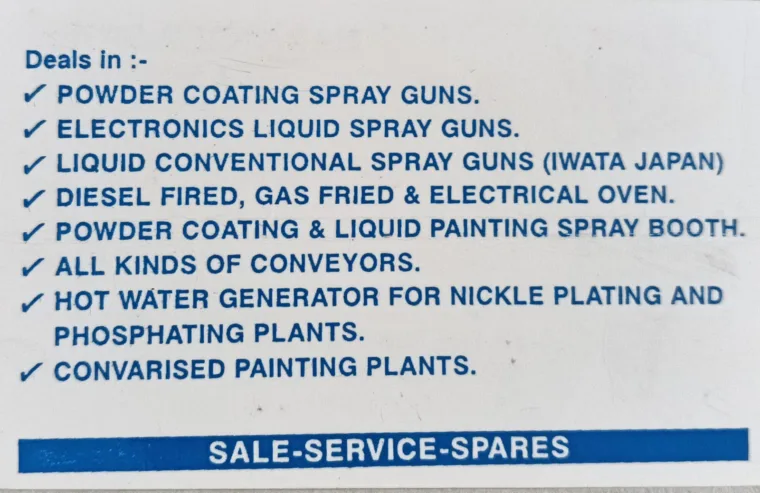 Deals in :-
✓ POWDER COATING SPRAY GUNS.
✓ ELECTRONICS LIQUID SPRAY GUNS.
✓ LIQUID CONVENTIONAL SPRAY GUNS (IWATA JAPAN)
✓ DIESEL FIRED, GAS FRIED & ELECTRICAL OVEN.
✓ POWDER COATING & LIQUID PAINTING SPRAY BOOTH.
✓ ALL KINDS OF CONVEYORS.
✓ HOT WATER GENERATOR FOR NICKLE PLATING AND
PHOSPHATING PLANTS.
✓ CONVARISED PAINTING PLANTS.
SALE-SERVICE-SPARES